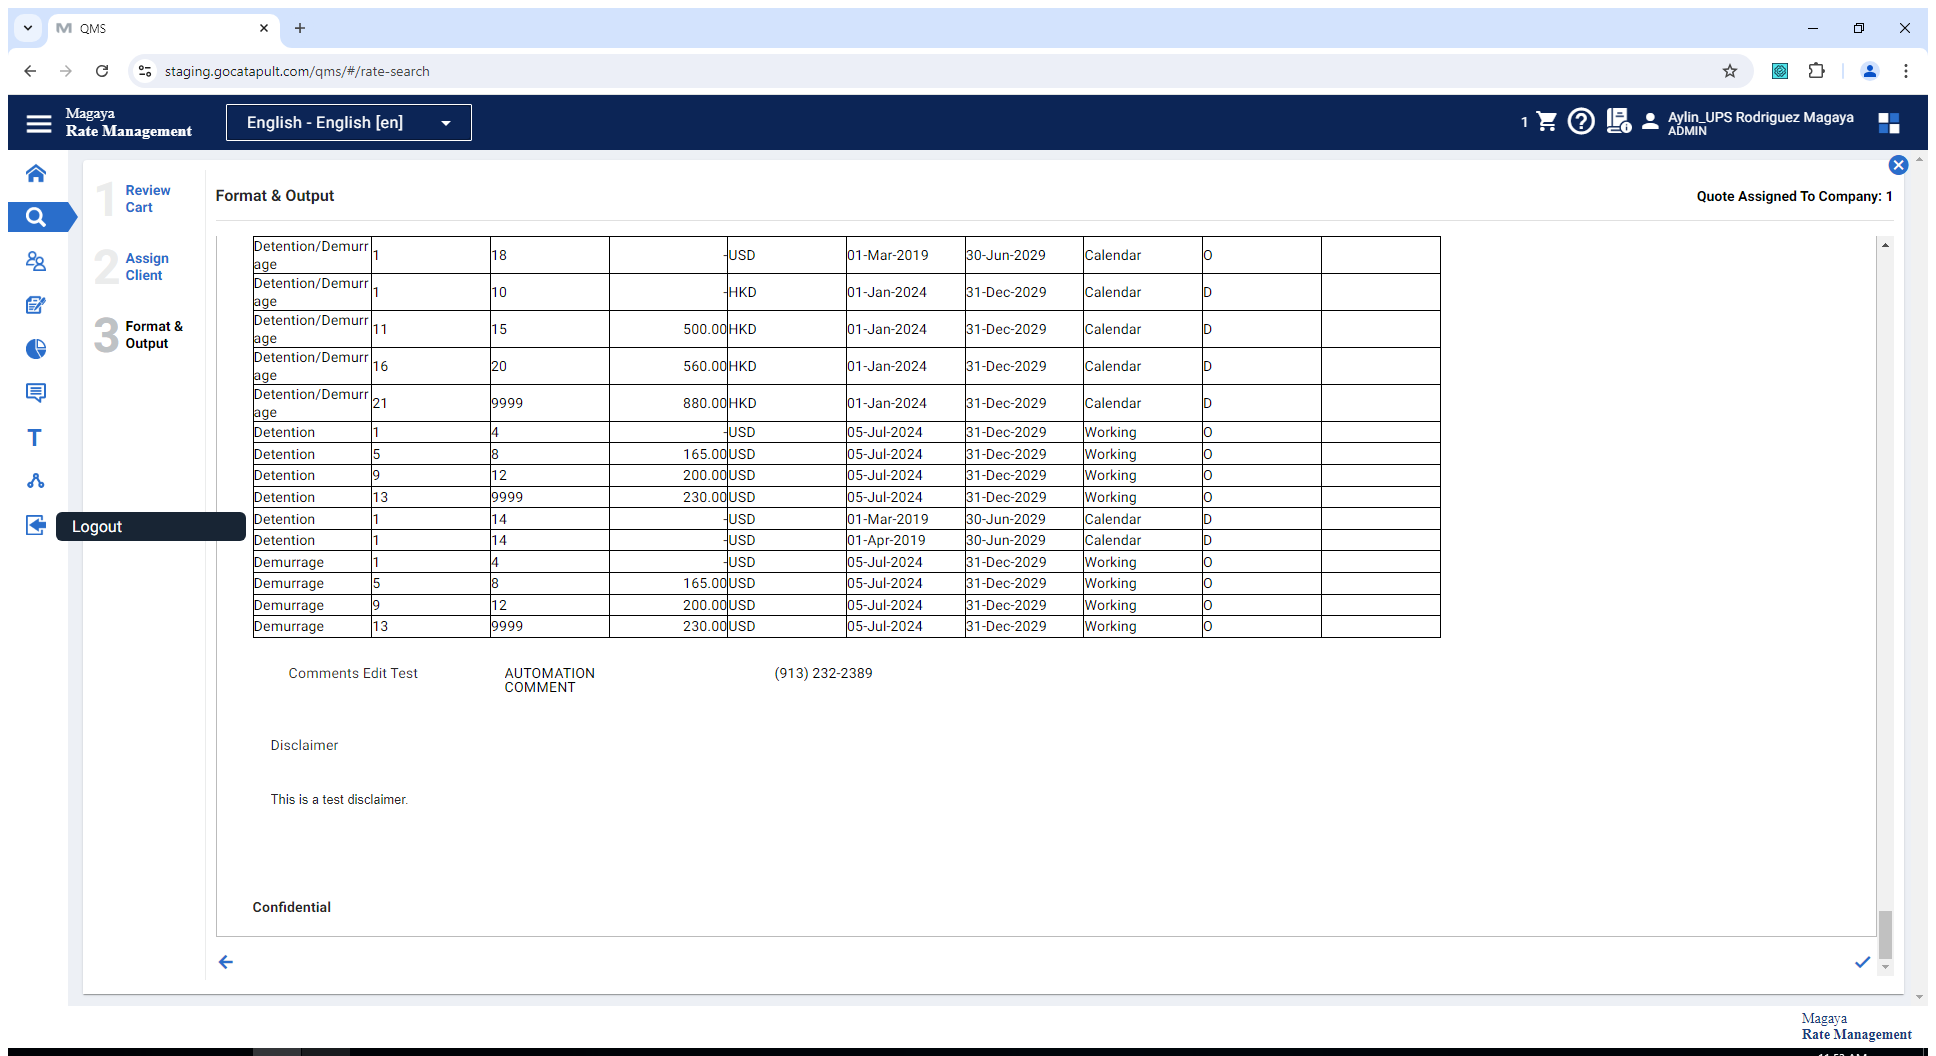 QMS
staging.gocatapult.com/qms/#/rate-search
Magaya
Rate Management
English - English [en]
1
Aylin_UPS Rodriguez Magaya
ADMIN
1 Review
Cart
2 Assign
Client
3 Format &
Output
T
Logout
Format & Output
Quote Assigned To Company: 1
Detention/Demurr
age 1 18 - USD 01-Mar-2019 30-Jun-2029 Calendar O
Detention/Demurr
age 1 10 - HKD 01-Jan-2024 31-Dec-2029 Calendar D
Detention/Demurr
age 11 15 500.00 HKD 01-Jan-2024 31-Dec-2029 Calendar D
Detention/Demurr
age 16 20 560.00 HKD 01-Jan-2024 31-Dec-2029 Calendar D
Detention/Demurr
age 21 9999 880.00 HKD 01-Jan-2024 31-Dec-2029 Calendar D
Detention 1 4 - USD 05-Jul-2024 31-Dec-2029 Working O
Detention 5 8 165.00 USD 05-Jul-2024 31-Dec-2029 Working O
Detention 9 12 200.00 USD 05-Jul-2024 31-Dec-2029 Working O
Detention 13 9999 230.00 USD 05-Jul-2024 31-Dec-2029 Working O
Detention 1 14 - USD 01-Mar-2019 30-Jun-2029 Calendar D
Detention 1 14 - USD 01-Apr-2019 30-Jun-2029 Calendar D
Demurrage 1 4 - USD 05-Jul-2024 31-Dec-2029 Working O
Demurrage 5 8 165.00 USD 05-Jul-2024 31-Dec-2029 Working O
Demurrage 9 12 200.00 USD 05-Jul-2024 31-Dec-2029 Working O
Demurrage 13 9999 230.00 USD 05-Jul-2024 31-Dec-2029 Working O
Comments Edit Test AUTOMATION (913) 232-2389
COMMENT
Disclaimer
This is a test disclaimer.
Confidential
Magaya
Rate Management